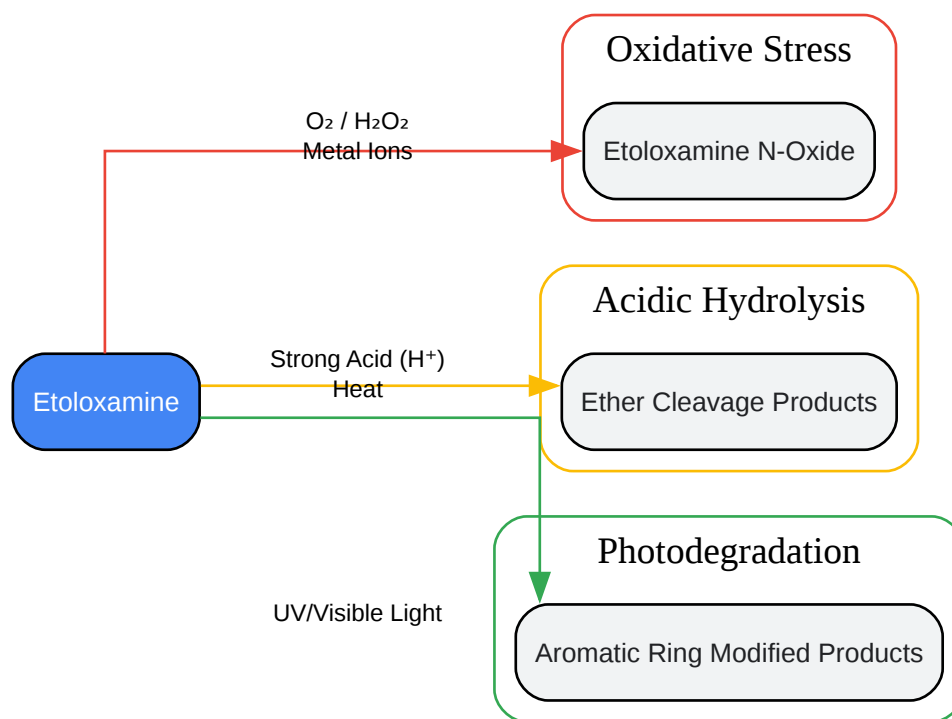 Oxidative Stress
O₂ / H₂O₂
Metal Ions
Etoloxamine N-Oxide
Acidic Hydrolysis
Strong Acid (H⁺)
Heat
Etoloxamine
Ether Cleavage Products
Photodegradation
UV/Visible Light
Aromatic Ring Modified Products